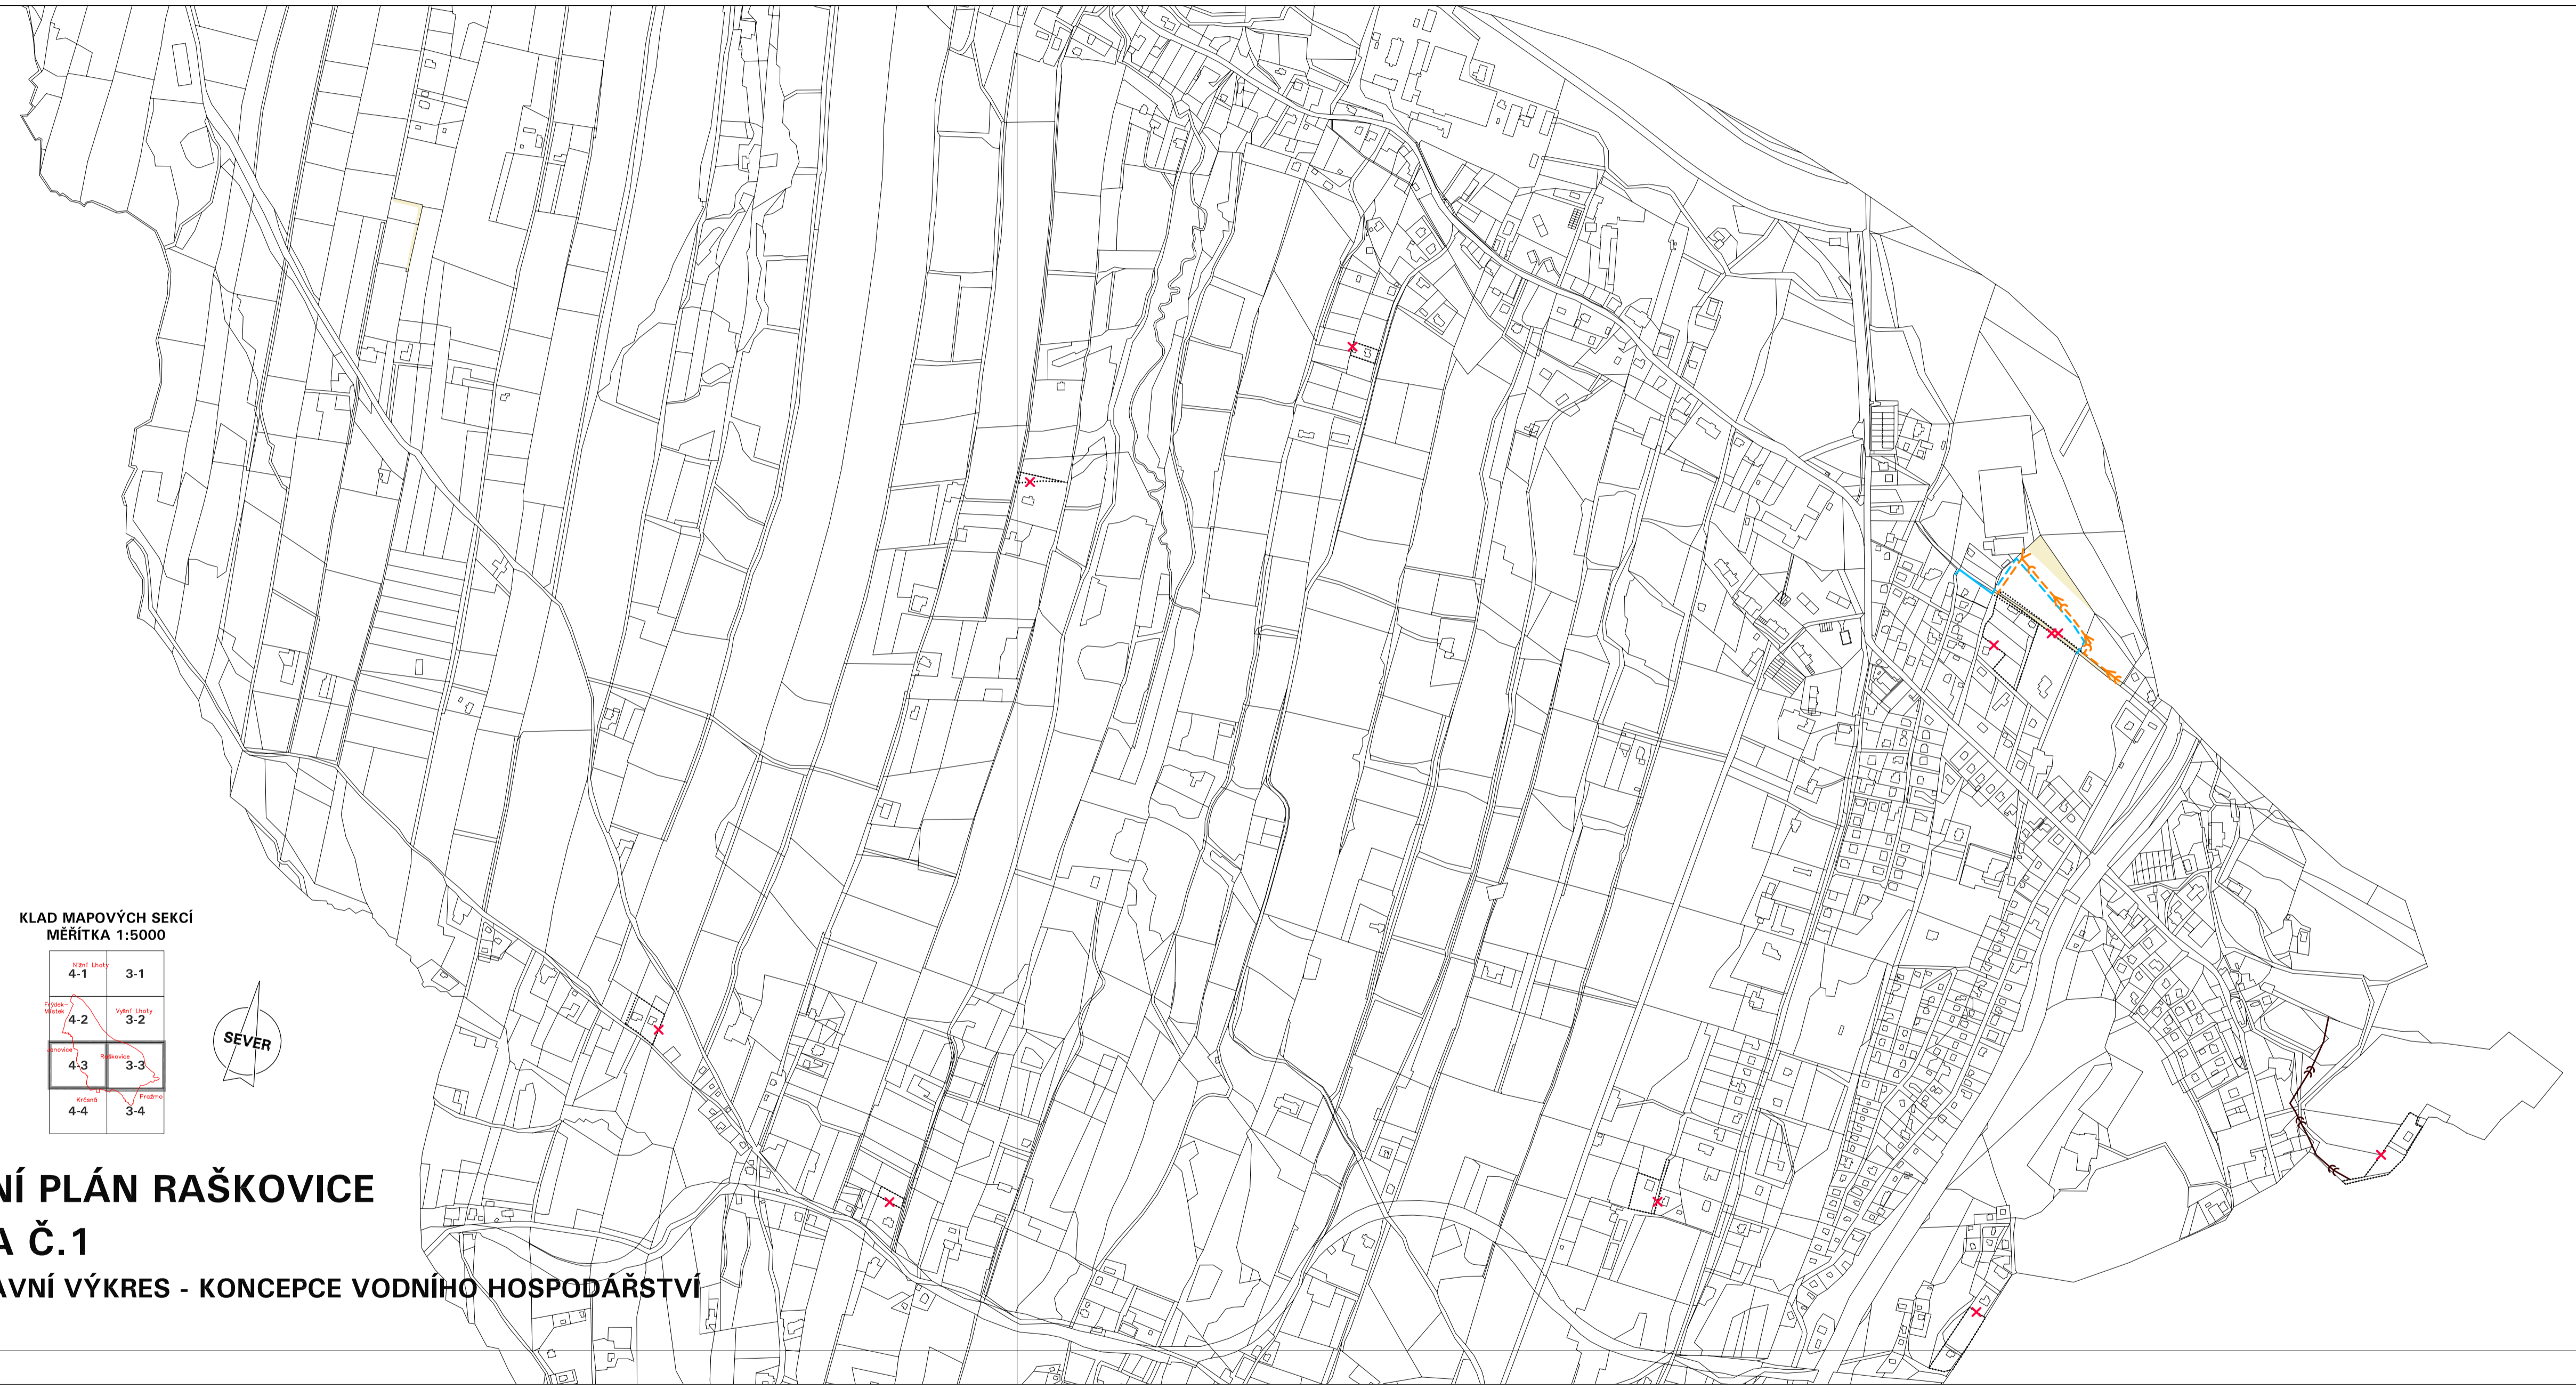 KLAD MAPOVÝCH SEKCÍ
MĚŘÍTKA 1:5000
Nižní Lhoty
4-1 3-1
Frýdek-
Místek
Vyšní Lhoty
4-2 3-2
Janovice
Raškovice
4-3 3-3
Krásná
Pražmo
4-4 3-4
SEVER
NÍ PLÁN RAŠKOVICE
A Č.1
AVNÍ VÝKRES - KONCEPCE VODNÍHO HOSPODÁŘSTVÍ